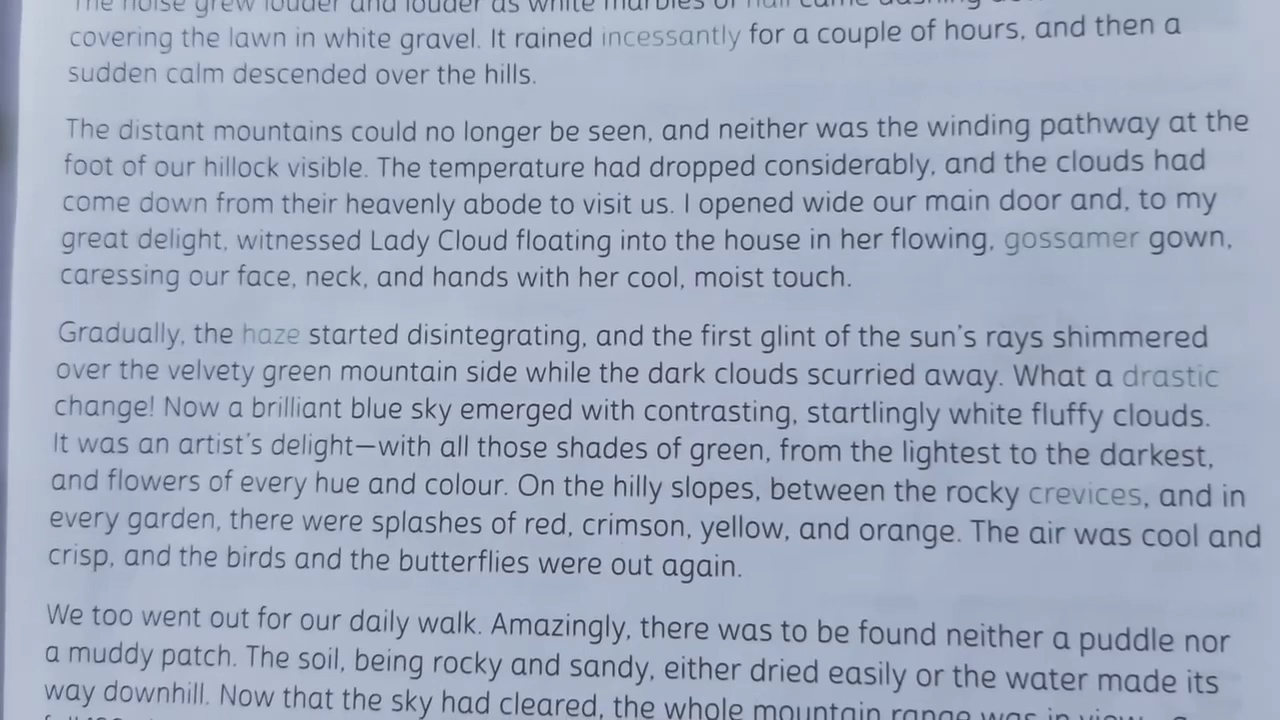 The noise grew louder and louder as white marbles of hail came
covering the lawn in white gravel. It rained incessantly for a couple of hours, and then a
sudden calm descended over the hills.
The distant mountains could no longer be seen, and neither was the winding pathway at the
foot of our hillock visible. The temperature had dropped considerably, and the clouds had
come down from their heavenly abode to visit us. I opened wide our main door and, to my
great delight, witnessed Lady Cloud floating into the house in her flowing, gossamer gown,
caressing our face, neck, and hands with her cool, moist touch.
Gradually, the haze started disintegrating, and the first glint of the sun's rays shimmered
over the velvety green mountain side while the dark clouds scurried away. What a drastic
change! Now a brilliant blue sky emerged with contrasting, startlingly white fluffy clouds.
It was an artist's delight—with all those shades of green, from the lightest to the darkest,
and flowers of every hue and colour. On the hilly slopes, between the rocky crevices, and in
every garden, there were splashes of red, crimson, yellow, and orange. The air was cool and
crisp, and the birds and the butterflies were out again.
We too went out for our daily walk. Amazingly, there was to be found neither a puddle nor
a muddy patch. The soil, being rocky and sandy, either dried easily or the water made its
way downhill. Now that the sky had cleared, the whole mountain range was in view